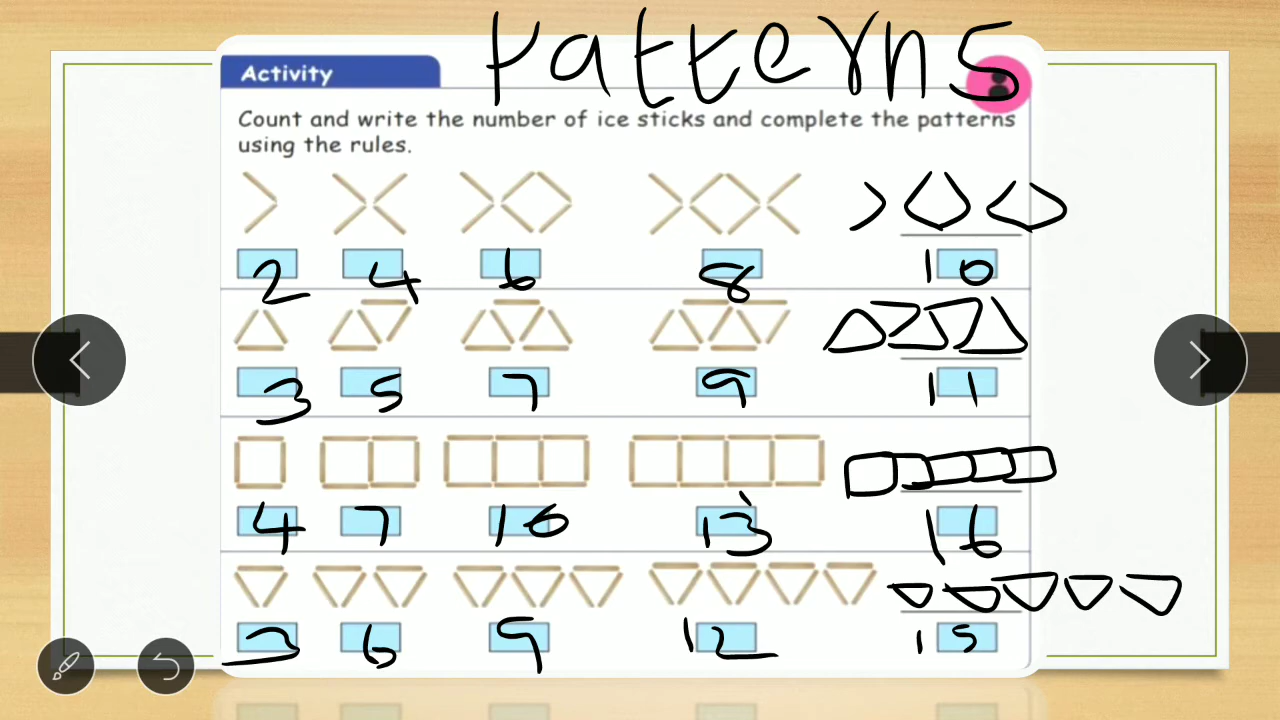 Patterns
Activity
Count and write the number of ice sticks and complete the patterns
using the rules.
2 4 6 8 10
3 5 7 9 11
4 7 10 13 16
3 6 9 12 15